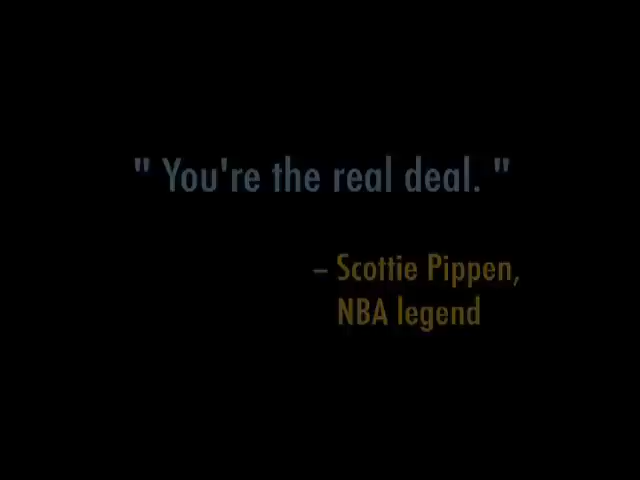 " You're the real deal. "
– Scottie Pippen,
NBA legend